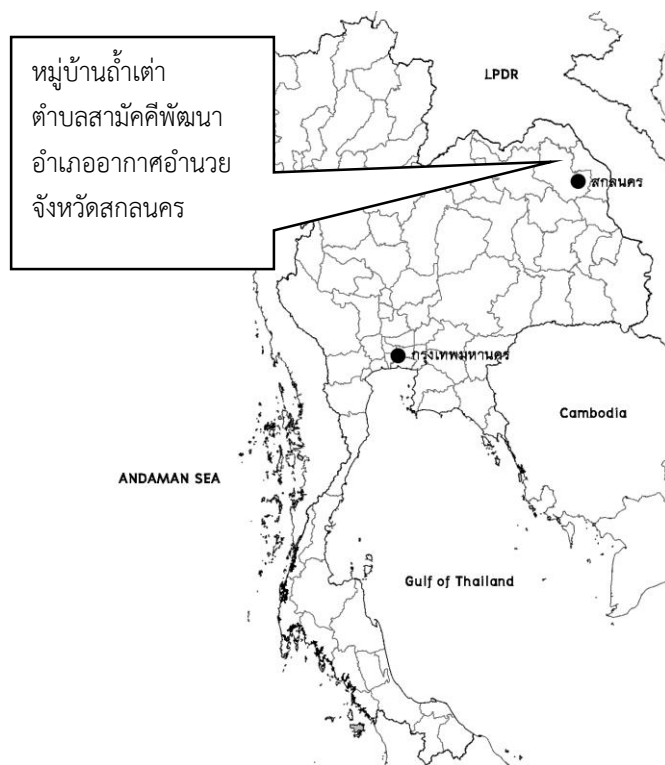 หมู่บ้านถ้ำเต่า
ตำบลสามัคคีพัฒนา
อำเภออากาศอำนวย
จังหวัดสกลนคร
LPDR
สกลนคร
กรุงเทพมหานคร
Cambodia
ANDAMAN SEA
Gulf of Thailand